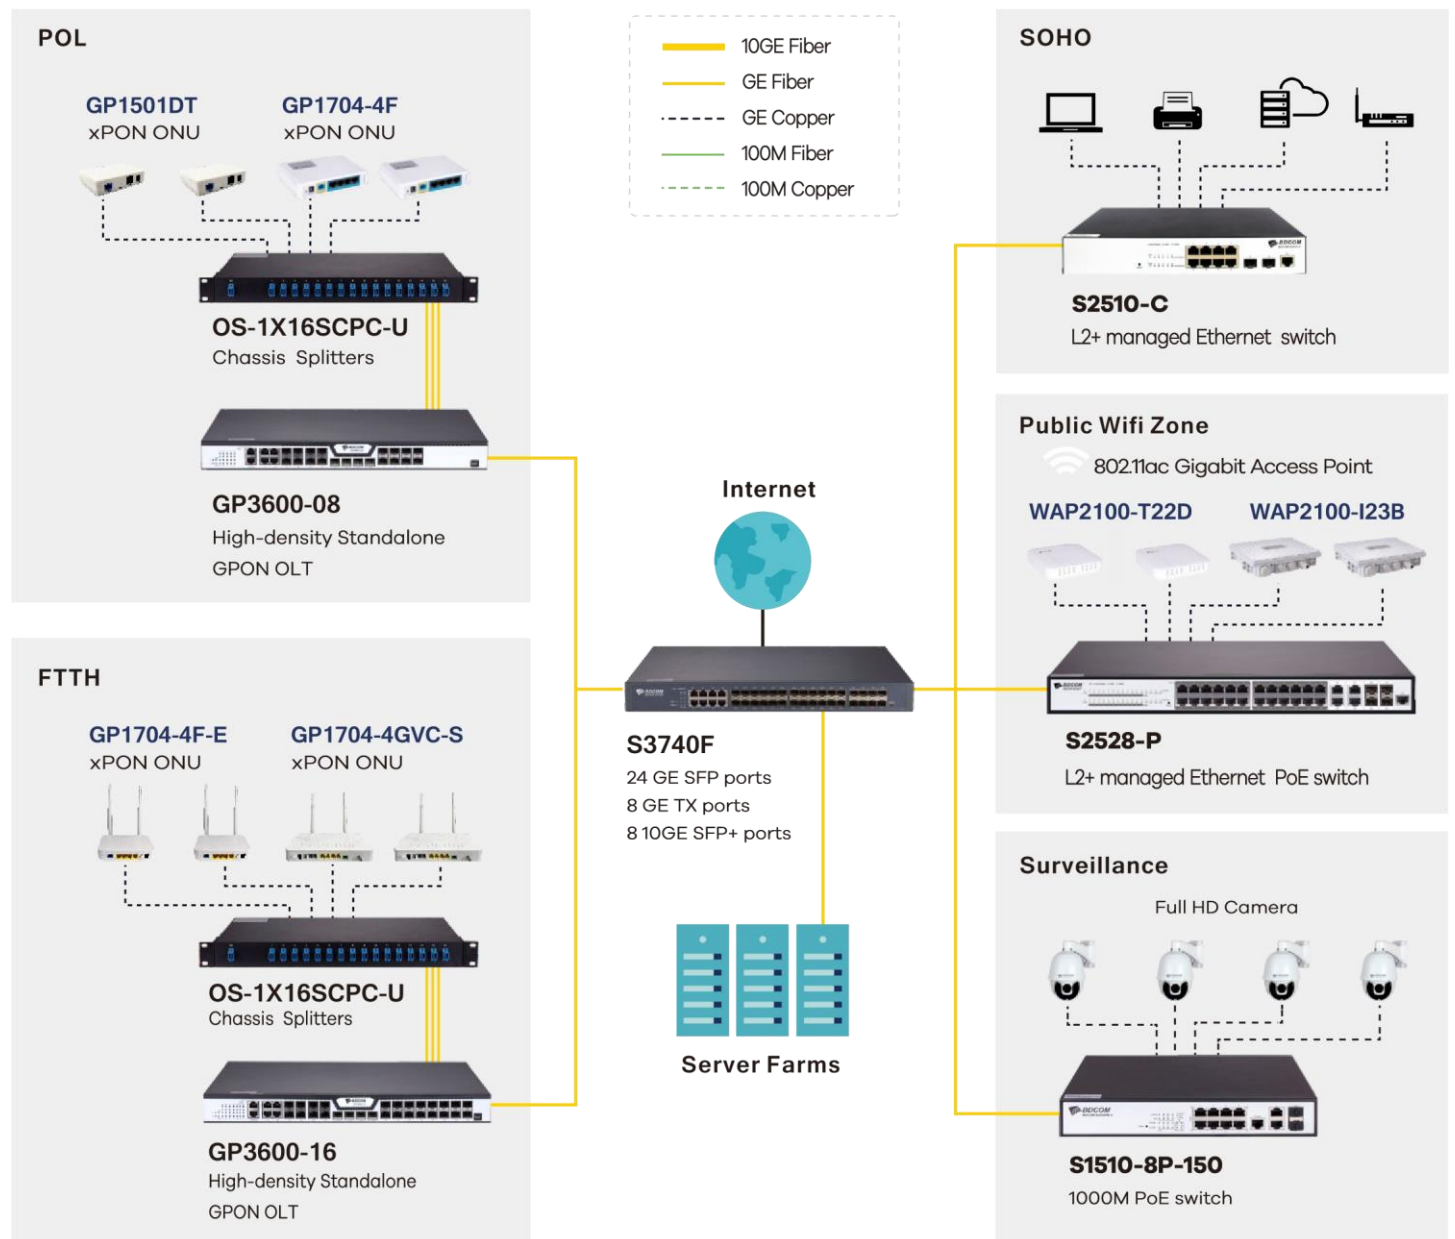 POL
GP1501DT
xPON ONU
GP1704-4F
xPON ONU
OS-1X16SCPC-U
Chassis Splitters
GP3600-08
High-density Standalone
GPON OLT
FTTH
GP1704-4F-E
xPON ONU
GP1704-4GVC-S
xPON ONU
OS-1X16SCPC-U
Chassis Splitters
GP3600-16
High-density Standalone
GPON OLT
10GE Fiber
GE Fiber
GE Copper
100M Fiber
100M Copper
Internet
BDCOM
S3740F
24 GE SFP ports
8 GE TX ports
8 10GE SFP+ ports
Server Farms
SOHO
BDCOM
S2510-C
L2+ managed Ethernet switch
Public Wifi Zone
802.11ac Gigabit Access Point
WAP2100-T22D
WAP2100-I23B
BDCOM
S2528-P
L2+ managed Ethernet PoE switch
Surveillance
Full HD Camera
BDCOM
S1510-8P-150
1000M PoE switch